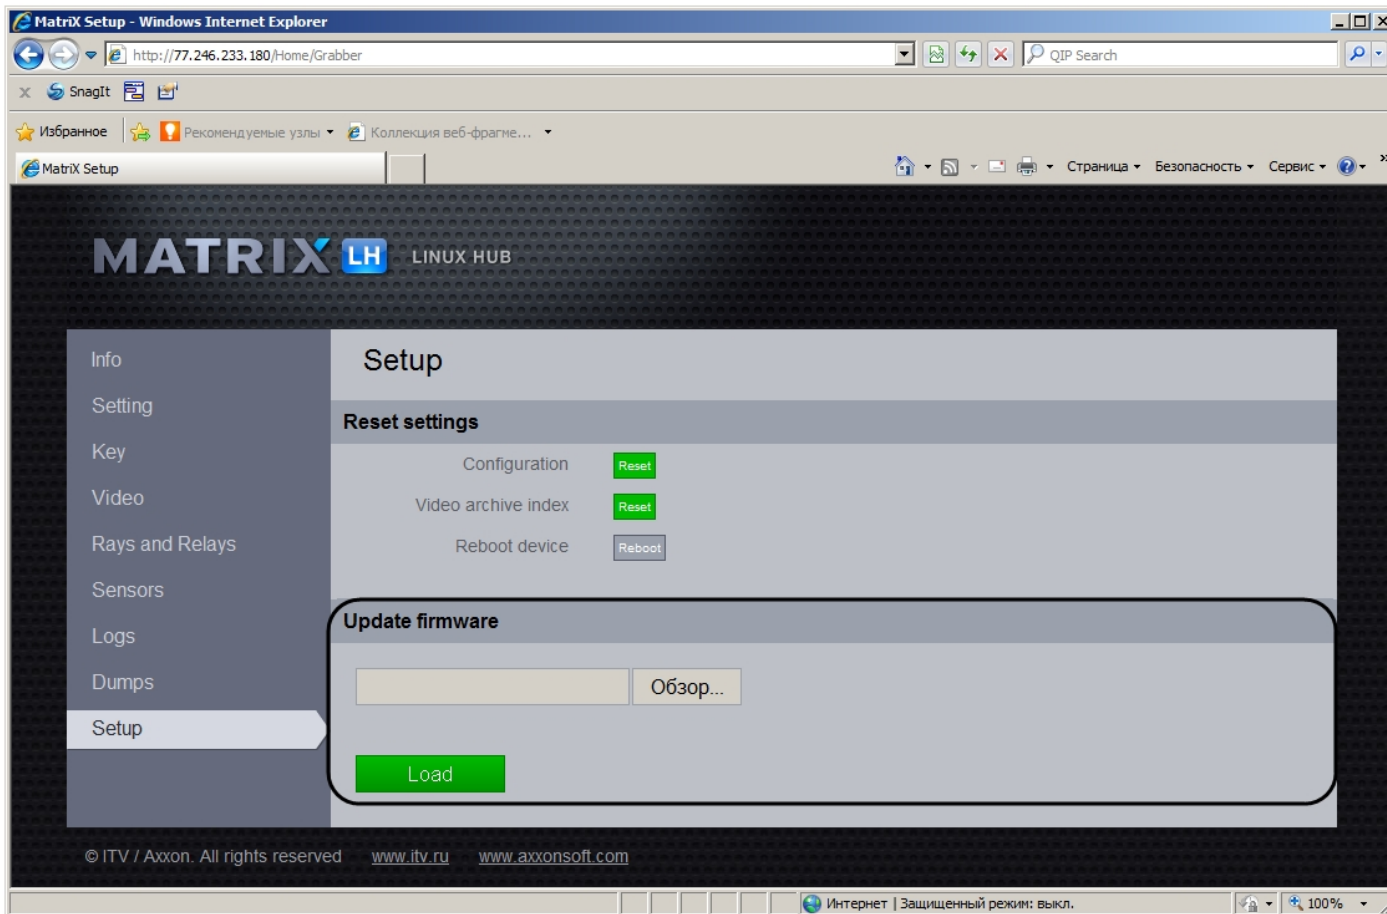 MatriX Setup - Windows Internet Explorer
http://77.246.233.180/Home/Grabber
QIP Search
x SnagIt
Избранное Рекомендуемые узлы Коллекция веб-фрагме...
MatriX Setup Страница Безопасность Сервис
MATRIX LH LINUX HUB
Info
Setting
Key
Video
Rays and Relays
Sensors
Logs
Dumps
Setup
Setup
Reset settings
Configuration Reset
Video archive index Reset
Reboot device Reboot
Update firmware
Обзор...
Load
© ITV / Axxon. All rights reserved www.itv.ru www.axxonsoft.com
Интернет | Защищенный режим: выкл. 100%